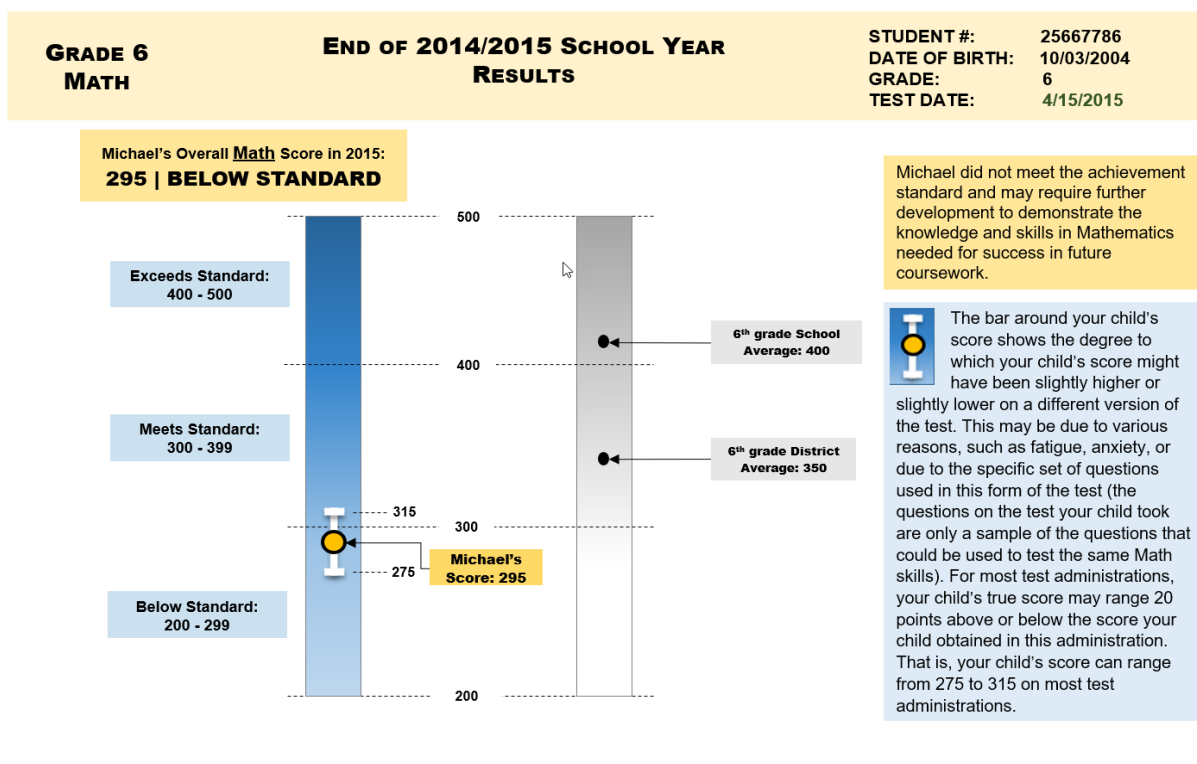 GRADE 6
MATH
END OF 2014/2015 SCHOOL YEAR
RESULTS
STUDENT #: 25667786
DATE OF BIRTH: 10/03/2004
GRADE: 6
TEST DATE: 4/15/2015
Michael's Overall Math Score in 2015:
295 | BELOW STANDARD
500
Exceeds Standard:
400 - 500
6th grade School
Average: 400
400
Meets Standard:
300 - 399
6th grade District
Average: 350
315
300
Michael's
Score: 295
275
Below Standard:
200 - 299
200
Michael did not meet the achievement
standard and may require further
development to demonstrate the
knowledge and skills in Mathematics
needed for success in future
coursework.
The bar around your child's
score shows the degree to
which your child's score might
have been slightly higher or
slightly lower on a different version of
the test. This may be due to various
reasons, such as fatigue, anxiety, or
due to the specific set of questions
used in this form of the test (the
questions on the test your child took
are only a sample of the questions that
could be used to test the same Math
skills). For most test administrations,
your child's true score may range 20
points above or below the score your
child obtained in this administration.
That is, your child's score can range
from 275 to 315 on most test
administrations.